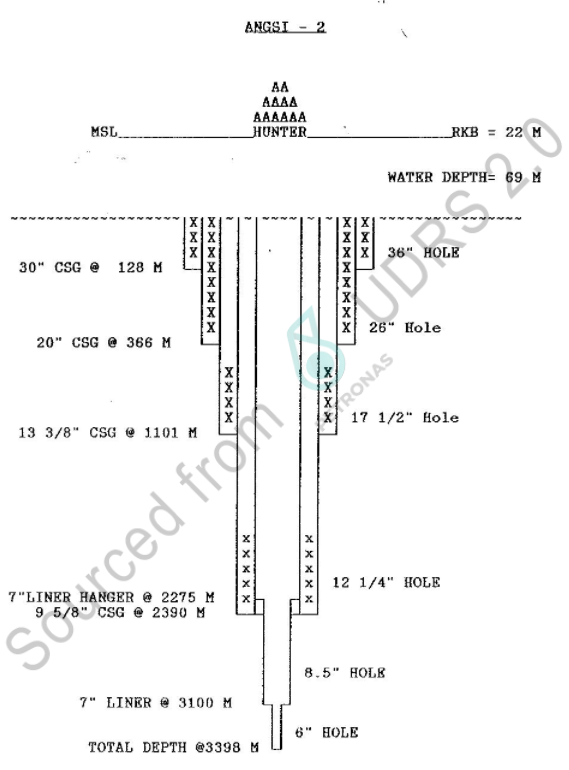 ANGSI - 2
AA
AAAA
AAAAAA
MSL HUNTER RKB = 22 M
WATER DEPTH= 69 M
X X X X
X X X X
X X X X 36" HOLE
30" CSG @ 128 M X X
X X
X X
X X
X X 26" Hole
20" CSG @ 366 M
X X
X X
X X
X X 17 1/2" Hole
13 3/8" CSG @ 1101 M
X X
X X
X X
X X 12 1/4" HOLE
7"LINER HANGER @ 2275 M X X
9 5/8" CSG @ 2390 M
8.5" HOLE
7" LINER @ 3100 M
6" HOLE
TOTAL DEPTH @3398 M
Sourced from UDRS 2.0
PETRONAS